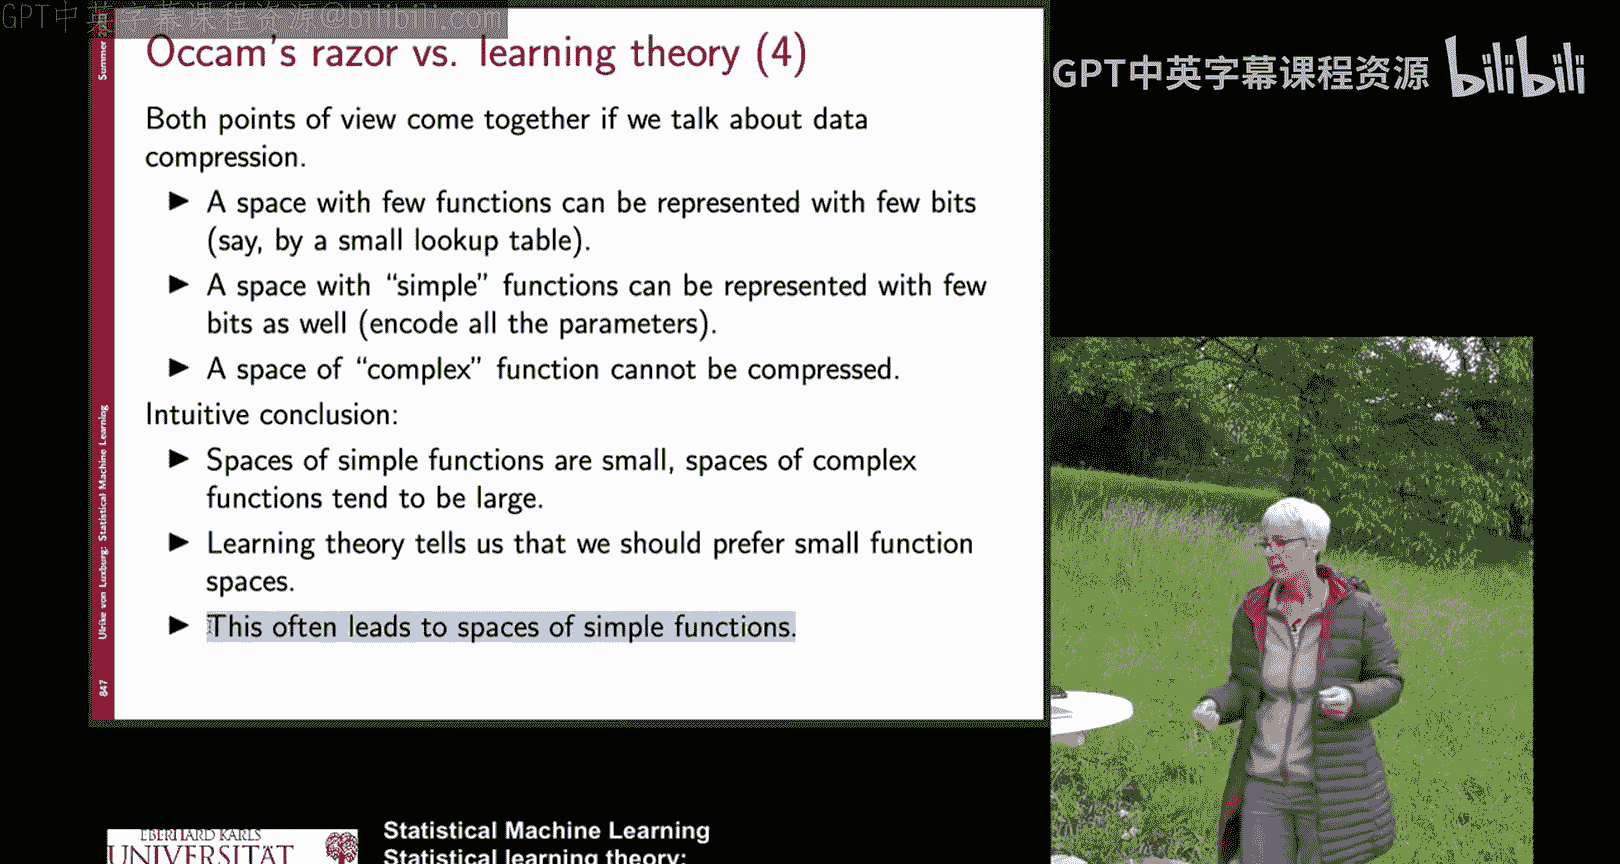 GPT中英字幕课程资源@bilibili.com
GPT中英字幕课程资源 bilibili
Occam's razor vs. learning theory (4)
Both points of view come together if we talk about data
compression.
▶ A space with few functions can be represented with few bits
(say, by a small lookup table).
▶ A space with “simple” functions can be represented with few
bits as well (encode all the parameters).
▶ A space of “complex” function cannot be compressed.
Intuitive conclusion:
▶ Spaces of simple functions are small, spaces of complex
functions tend to be large.
▶ Learning theory tells us that we should prefer small function
spaces.
▶ This often leads to spaces of simple functions.
Summer
Ulrike von Luxburg: Statistical Machine Learning
847
EBERHARD KARLS
UNIVERSITÄT
Statistical Machine Learning
Statistical learning theory: